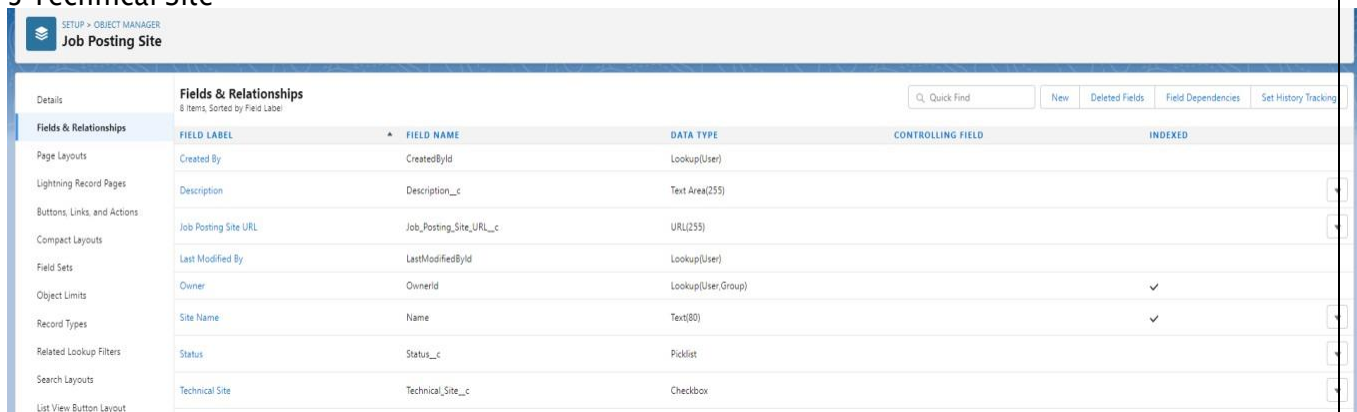 5 Technical Site
SETUP > OBJECT MANAGER
Job Posting Site
Details
Fields & Relationships
Page Layouts
Lightning Record Pages
Buttons, Links, and Actions
Compact Layouts
Field Sets
Object Limits
Record Types
Related Lookup Filters
Search Layouts
List View Button Layout
Fields & Relationships
8 Items, Sorted by Field Label
Quick Find New Deleted Fields Field Dependencies Set History Tracking
FIELD LABEL FIELD NAME DATA TYPE CONTROLLING FIELD INDEXED
Created By CreatedById Lookup(User)
Description Description__c Text Area(255)
Job Posting Site URL Job_Posting_Site_URL__c URL(255)
Last Modified By LastModifiedById Lookup(User)
Owner OwnerId Lookup(User,Group) ✓
Site Name Name Text(80) ✓
Status Status__c Picklist
Technical Site Technical_Site__c Checkbox